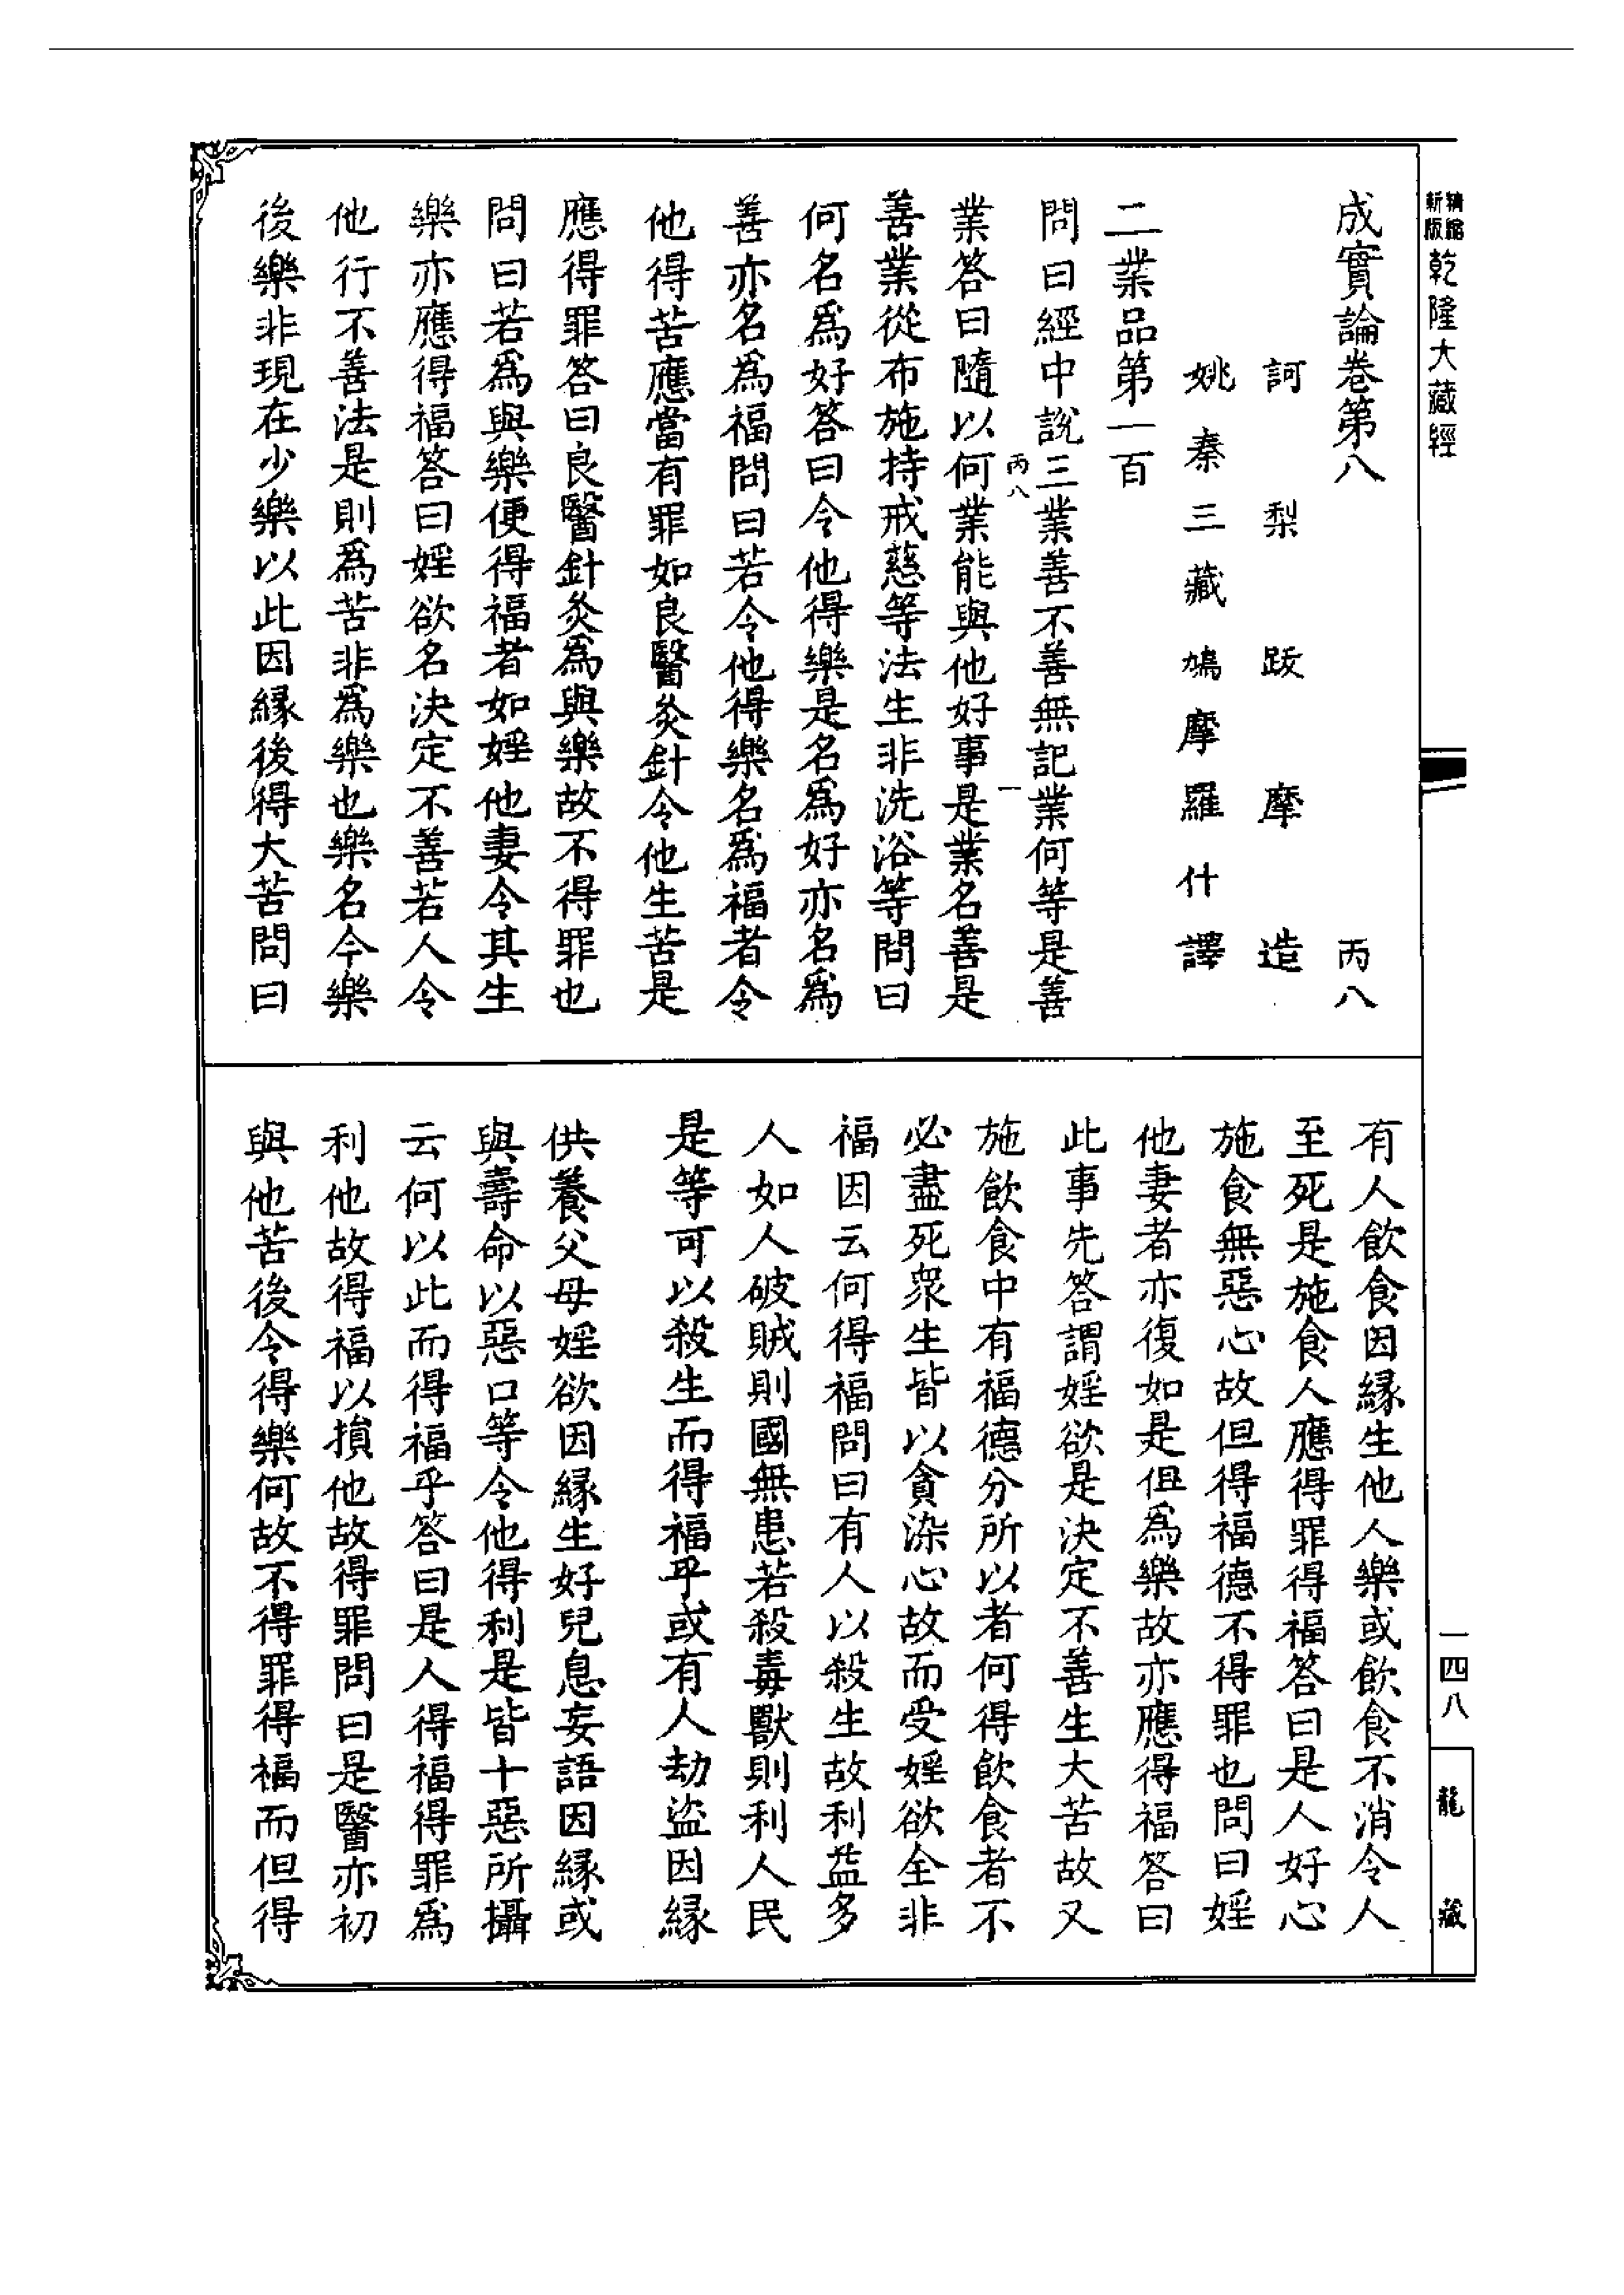 精縮
新版
乾隆大藏經
成實論卷第八 丙八
訶梨跋摩造
姚秦三藏鳩摩羅什譯
二業品第一百
問曰經中說三業善不善無記業何等是善
丙八 一
業答曰隨以何業能與他好事是業名善是
善業從布施持戒慈等法生非洗浴等問曰
何名爲好答曰令他得樂是名爲好亦名爲
善亦名爲福問曰若令他得樂名爲福者令
他得苦應當有罪如良醫灸針令他生苦是
應得罪答曰良醫針灸爲與樂故不得罪也
問曰若爲與樂便得福者如婬他妻令其生
樂亦應得福答曰婬欲名決定不善若人令
他行不善法是則爲苦非爲樂也樂名今樂
後樂非現在少樂以此因緣後得大苦問曰
有人飲食因緣生他人樂或飲食不消令人
至死是施食人應得罪得福答曰是人好心
施食無惡心故但得福德不得罪也問曰婬
他妻者亦復如是但爲樂故亦應得福答曰
此事先答謂婬欲是決定不善生大苦故又
施飲食中有福德分所以者何得飲食者不
必盡死眾生皆以貪染心故而受婬欲全非
福因云何得福問曰有人以殺生故利益多
人如人破賊則國無患若殺毒獸則利人民
是等可以殺生而得福乎或有人劫盜因緣
供養父母婬欲因緣生好兒息妄語因緣或
與壽命以惡口等令他得利是皆十惡所攝
云何以此而得福乎答曰是人得福得罪爲
利他故得福以損他故得罪問曰是醫亦初
與他苦後令得樂何故不得罪得福而但得
一四八
龍藏